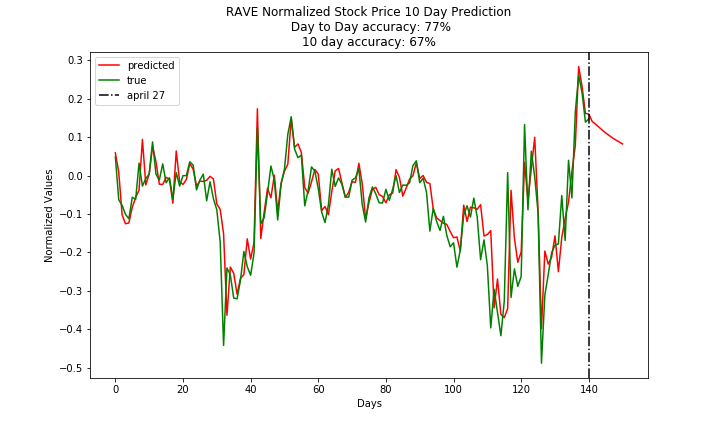 RAVE Normalized Stock Price 10 Day Prediction
Day to Day accuracy: 77%
10 day accuracy: 67%
predicted
true
april 27
Normalized Values
0.3
0.2
0.1
0.0
−0.1
−0.2
−0.3
−0.4
−0.5
0 20 40 60 80 100 120 140
Days